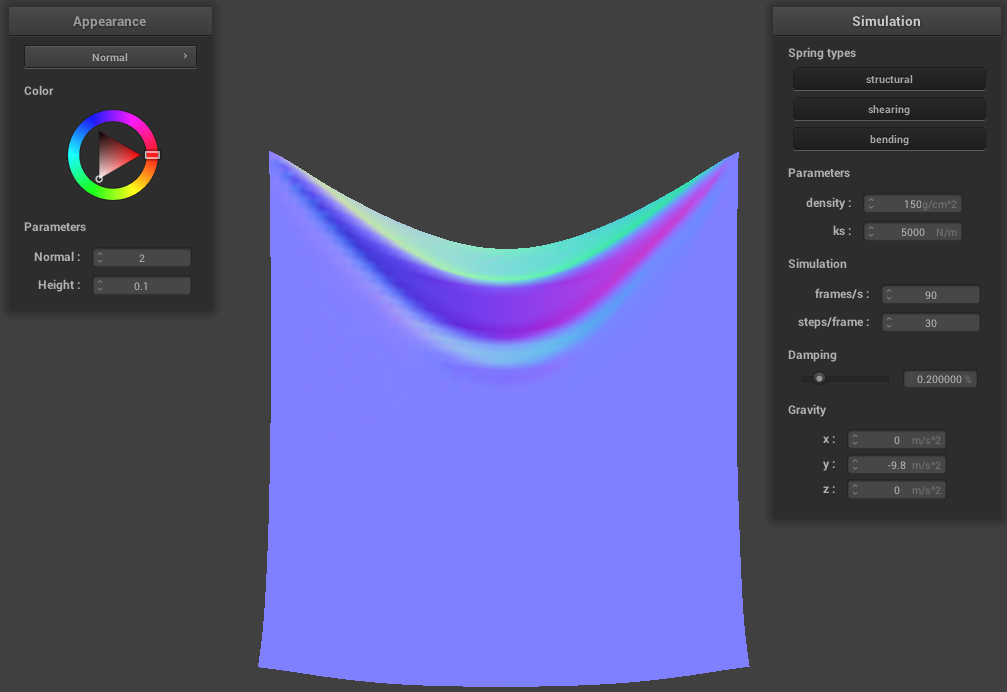 Appearance
Normal
Color
Parameters
Normal : 2
Height : 0.1
Simulation
Spring types
structural
shearing
bending
Parameters
density : 150g/cm^2
ks : 5000 N/m
Simulation
frames/s : 90
steps/frame : 30
Damping
0.200000 %
Gravity
x : 0 m/s^2
y : -9.8 m/s^2
z : 0 m/s^2